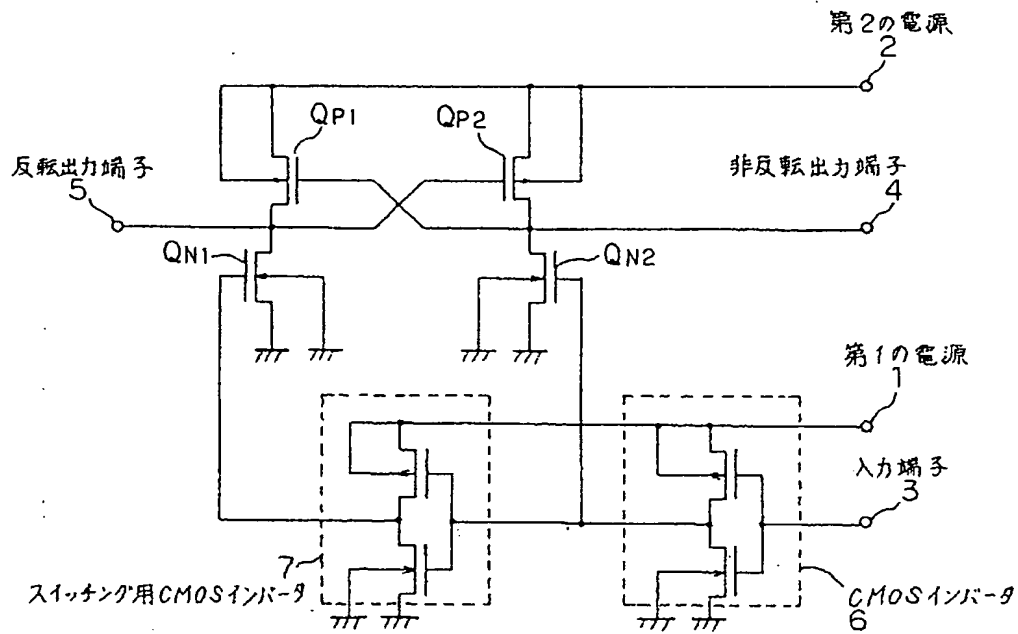 第2の電源
2
QP1
QP2
反転出力端子
5
非反転出力端子
4
QN1
QN2
第1の電源
1
入力端子
3
7
スイッチング用CMOSインバータ
CMOSインバータ
6